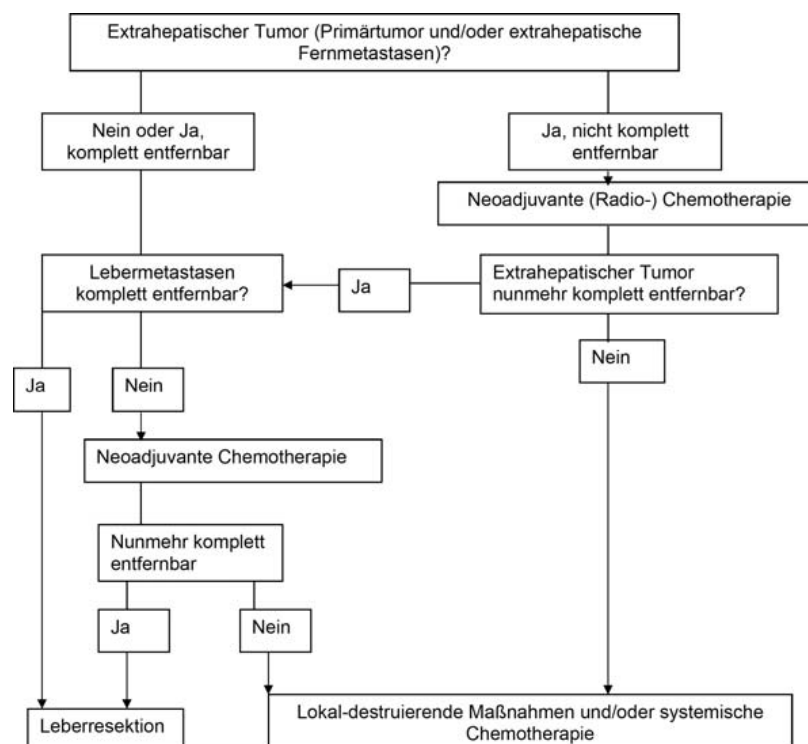 Extrahepatischer Tumor (Primärtumor und/oder extrahepatische
Fernmetastasen)?
Nein oder Ja,
komplett entfernbar
Ja, nicht komplett
entfernbar
Neoadjuvante (Radio-) Chemotherapie
Lebermetastasen
komplett entfernbar?
Ja
Extrahepatischer Tumor
nunmehr komplett entfernbar?
Nein
Ja
Nein
Neoadjuvante Chemotherapie
Nunmehr komplett
entfernbar
Ja
Nein
Leberresektion
Lokal-destruierende Maßnahmen und/oder systemische
Chemotherapie